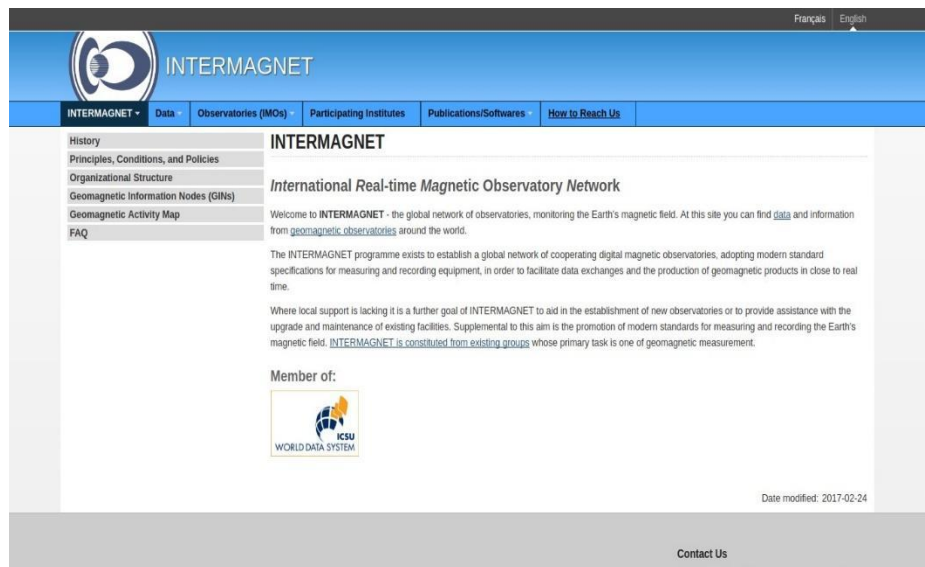 Français English
INTERMAGNET
INTERMAGNET Data Observatories (IMOs) Participating Institutes Publications/Softwares How to Reach Us
History
Principles, Conditions, and Policies
Organizational Structure
Geomagnetic Information Nodes (GINs)
Geomagnetic Activity Map
FAQ
INTERMAGNET
International Real-time Magnetic Observatory Network
Welcome to INTERMAGNET - the global network of observatories, monitoring the Earth's magnetic field. At this site you can find data and information
from geomagnetic observatories around the world.
The INTERMAGNET programme exists to establish a global network of cooperating digital magnetic observatories, adopting modern standard
specifications for measuring and recording equipment, in order to facilitate data exchanges and the production of geomagnetic products in close to real
time.
Where local support is lacking it is a further goal of INTERMAGNET to aid in the establishment of new observatories or to provide assistance with the
upgrade and maintenance of existing facilities. Supplemental to this aim is the promotion of modern standards for measuring and recording the Earth's
magnetic field. INTERMAGNET is constituted from existing groups whose primary task is one of geomagnetic measurement.
Member of:
ICSU
WORLD DATA SYSTEM
Date modified: 2017-02-24
Contact Us